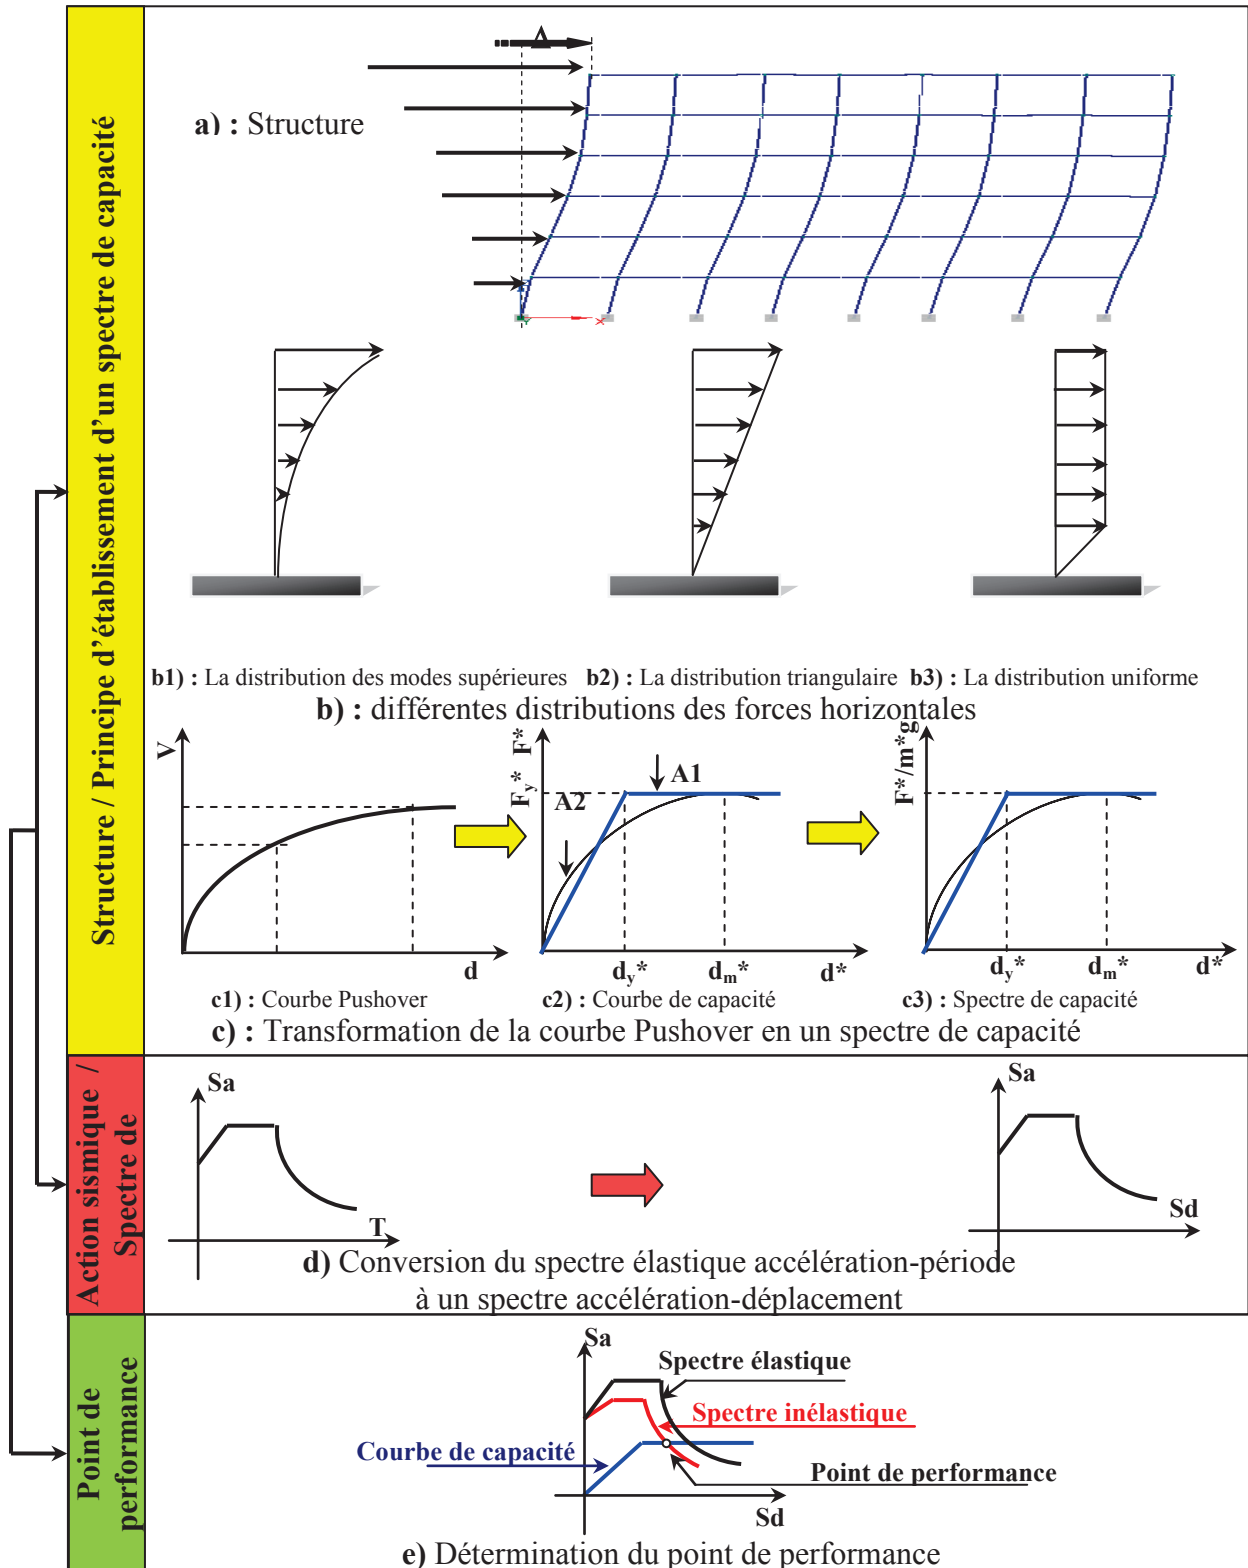 Structure / Principe d'établissement d'un spectre de capacité
Δ
a) : Structure
Y
X
b1) : La distribution des modes supérieures b2) : La distribution triangulaire b3) : La distribution uniforme
b) : différentes distributions des forces horizontales
V
d
Fy* F*
A1
A2
dy*
dm*
d*
F*/m*g
dy*
dm*
d*
c1) : Courbe Pushover
c2) : Courbe de capacité
c3) : Spectre de capacité
c) : Transformation de la courbe Pushover en un spectre de capacité
Action sismique /
Spectre de
Sa
T
Sa
Sd
d) Conversion du spectre élastique accélération-période
à un spectre accélération-déplacement
Point de
performance
Sa
Spectre élastique
Spectre inélastique
Courbe de capacité
Point de performance
Sd
e) Détermination du point de performance